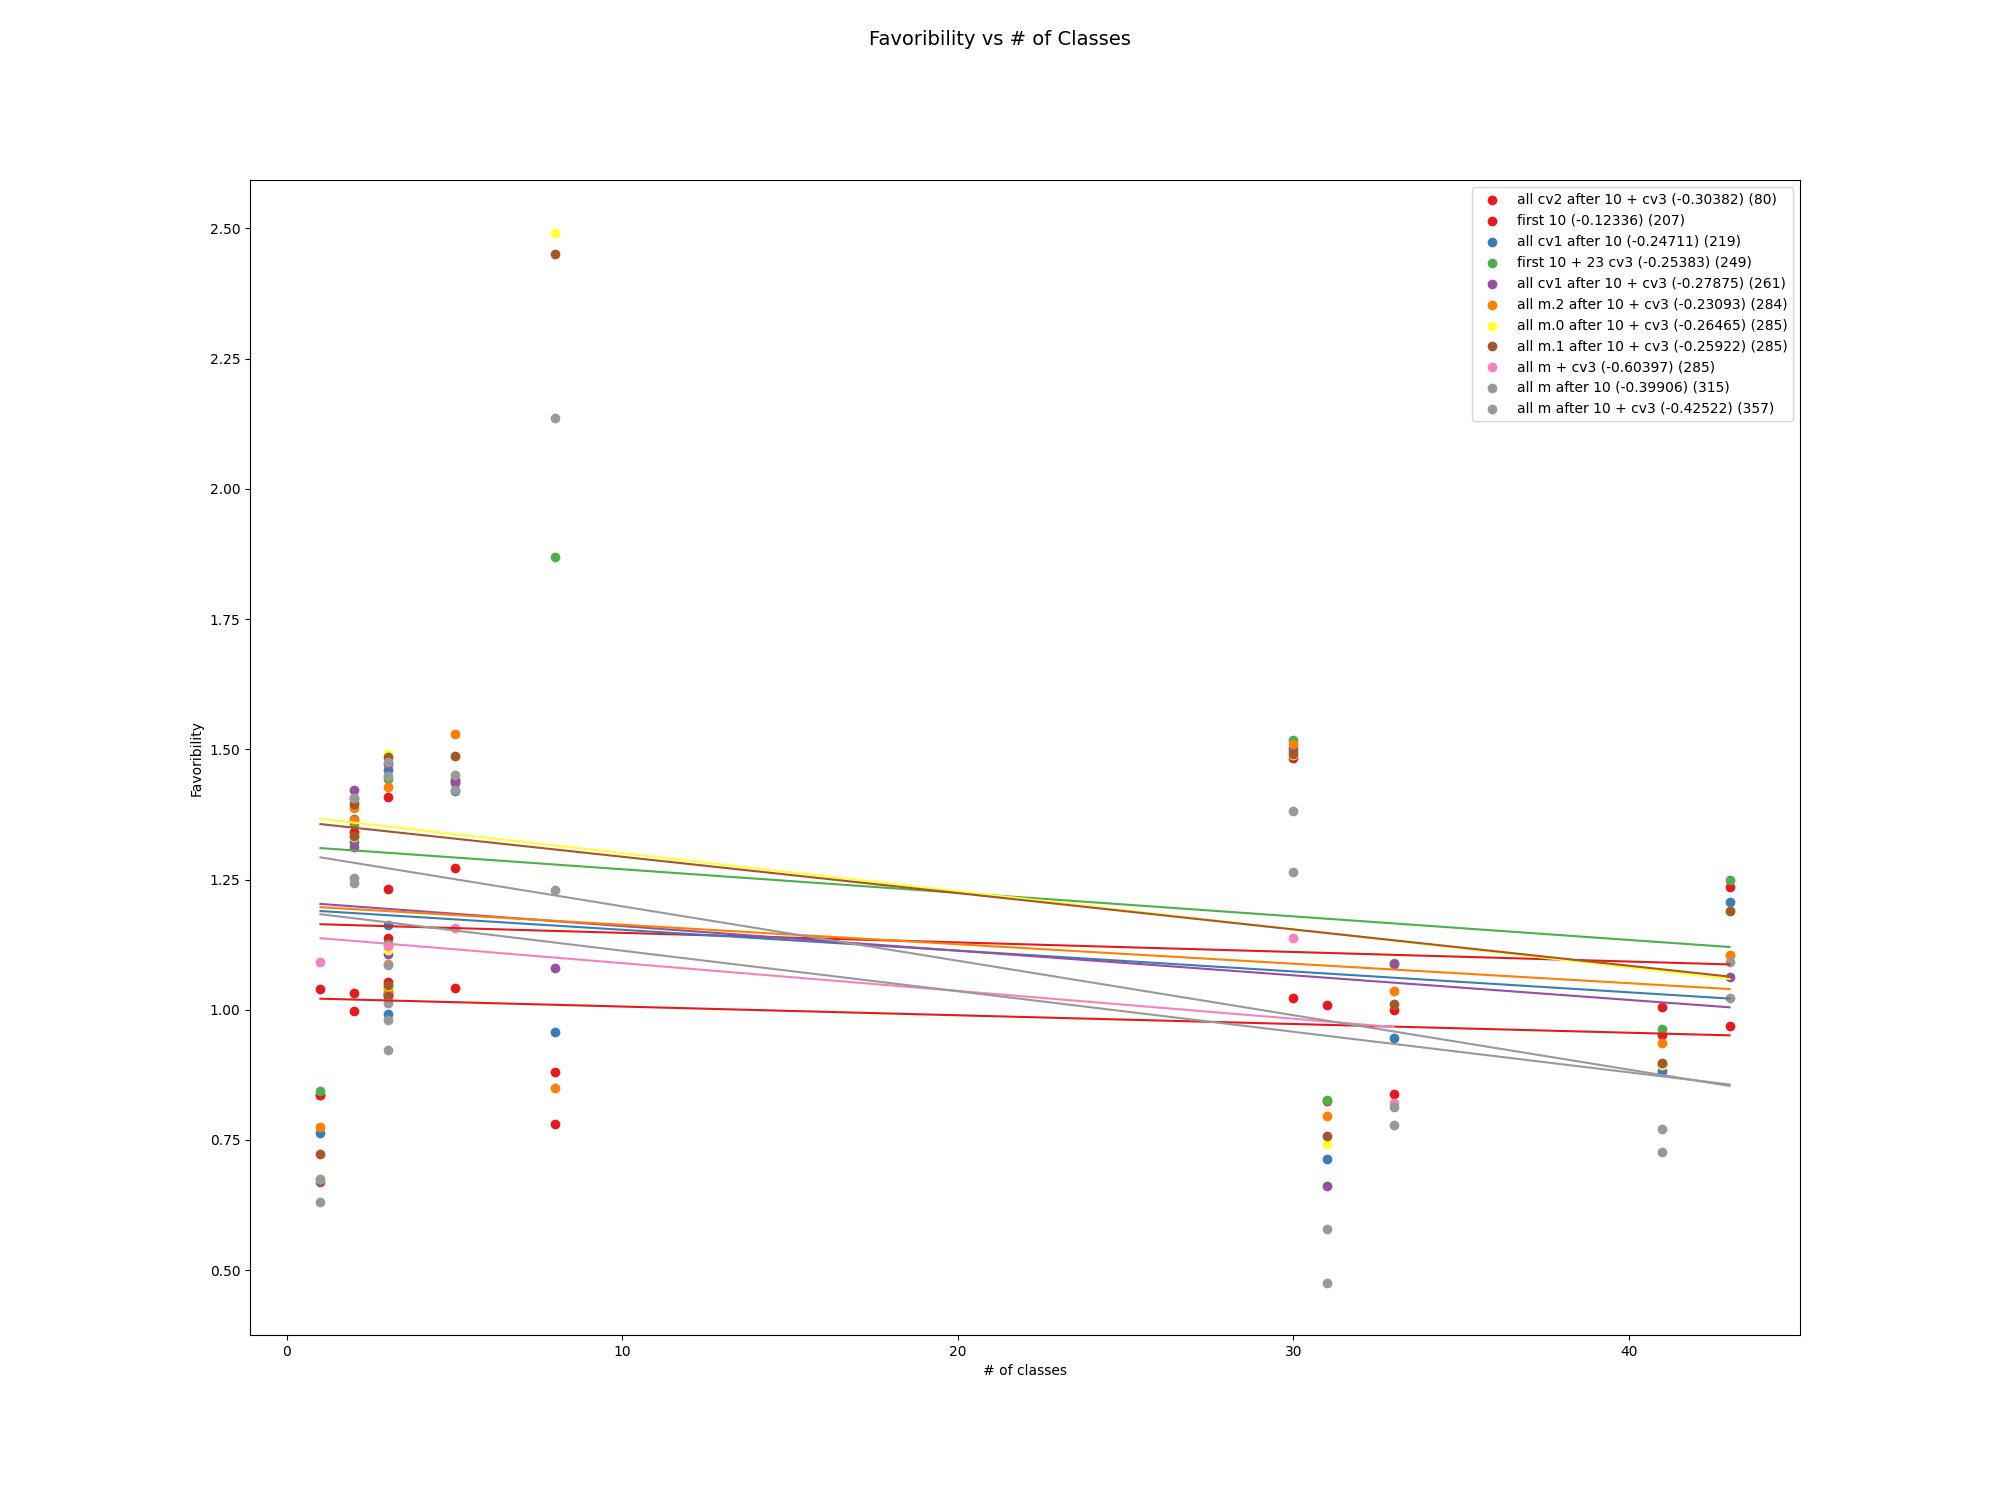 Favoribility vs # of Classes
all cv2 after 10 + cv3 (-0.30382) (80)
first 10 (-0.12336) (207)
all cv1 after 10 (-0.24711) (219)
first 10 + 23 cv3 (-0.25383) (249)
all cv1 after 10 + cv3 (-0.27875) (261)
all m.2 after 10 + cv3 (-0.23093) (284)
all m.0 after 10 + cv3 (-0.26465) (285)
all m.1 after 10 + cv3 (-0.25922) (285)
all m + cv3 (-0.60397) (285)
all m after 10 (-0.39906) (315)
all m after 10 + cv3 (-0.42522) (357)
2.50
2.25
2.00
1.75
1.50
1.25
1.00
0.75
0.50
Favoribility
0 10 20 30 40
# of classes